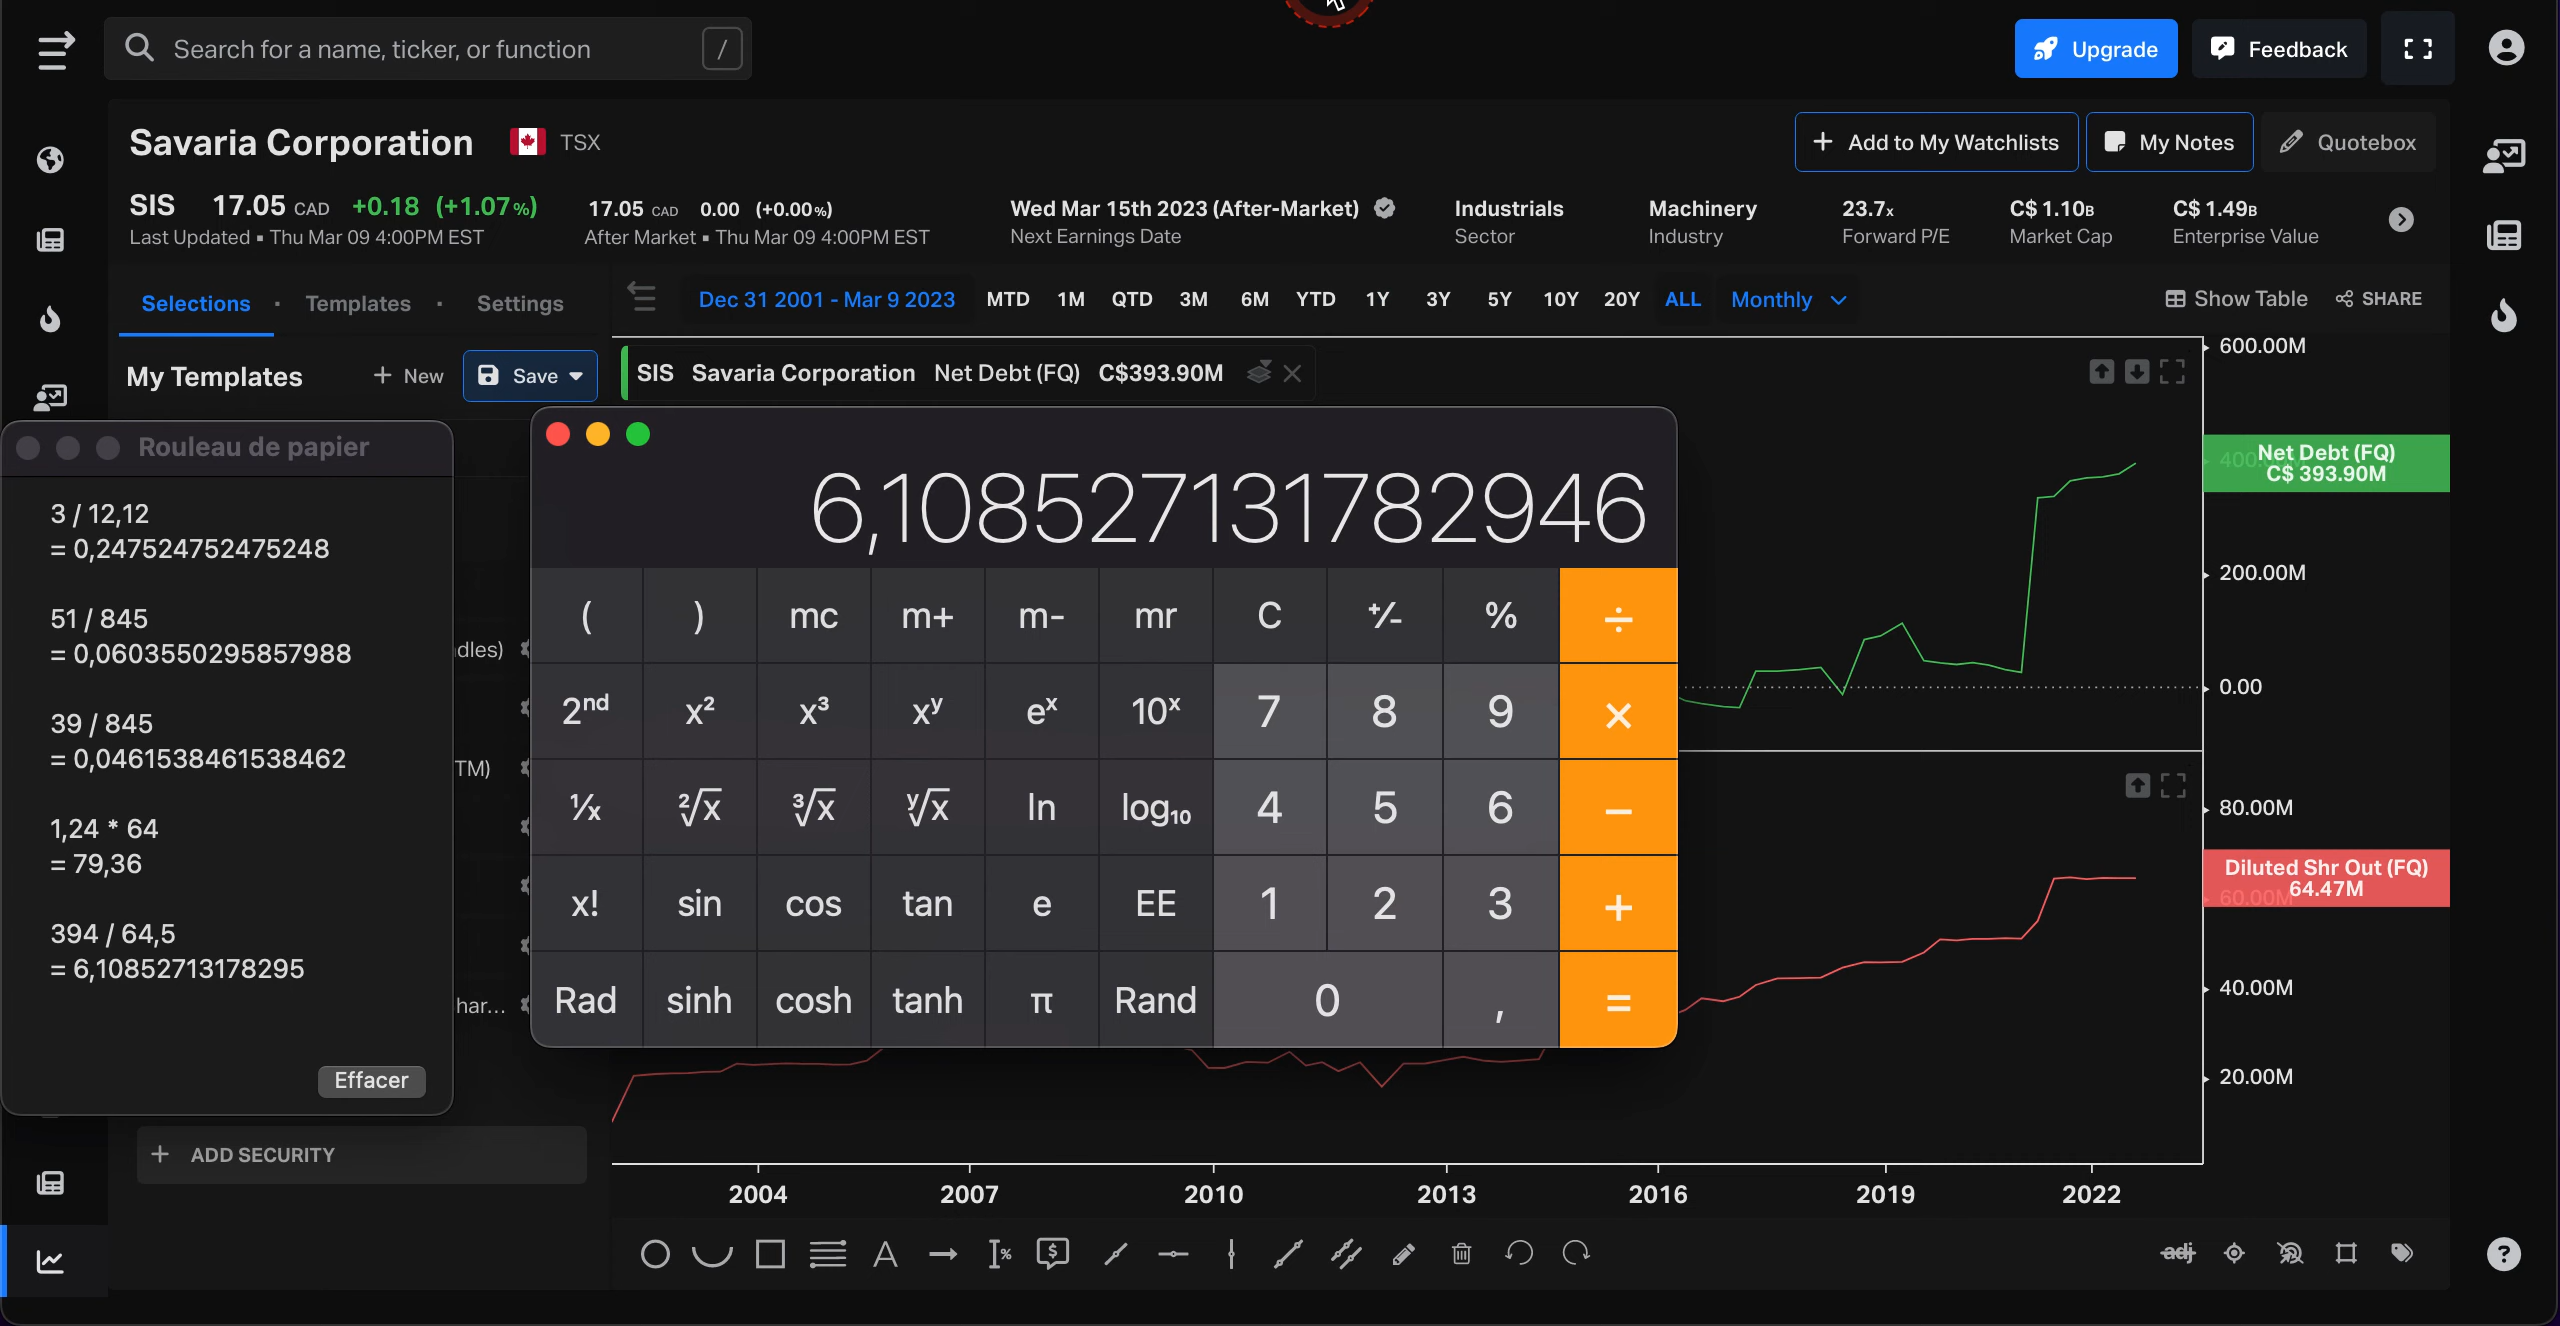 Search for a name, ticker, or function /
Upgrade
Feedback
Savaria Corporation TSX
+ Add to My Watchlists
My Notes
Quotebox
SIS 17.05 CAD +0.18 (+1.07%)
Last Updated ▪ Thu Mar 09 4:00PM EST
17.05 CAD 0.00 (+0.00%)
After Market ▪ Thu Mar 09 4:00PM EST
Wed Mar 15th 2023 (After-Market)
Next Earnings Date
Industrials
Sector
Machinery
Industry
23.7x
Forward P/E
C$ 1.10B
Market Cap
C$ 1.49B
Enterprise Value
Selections · Templates · Settings
Dec 31 2001 - Mar 9 2023 MTD 1M QTD 3M 6M YTD 1Y 3Y 5Y 10Y 20Y ALL Monthly
Show Table SHARE
My Templates + New Save
SIS Savaria Corporation Net Debt (FQ) C$393.90M
Rouleau de papier
3 / 12,12
= 0,247524752475248
51 / 845
= 0,0603550295857988
39 / 845
= 0,0461538461538462
1,24 * 64
= 79,36
394 / 64,5
= 6,10852713178295
Effacer
dles)
TM)
har...
6,108527131782946
( ) mc m+ m- mr C +/- % ÷
2nd x² x³ xʸ eˣ 10ˣ 7 8 9 ×
1/x ²√x ³√x ʸ√x ln log₁₀ 4 5 6 −
x! sin cos tan e EE 1 2 3 +
Rad sinh cosh tanh π Rand 0 , =
600.00M
Net Debt (FQ)
C$ 393.90M
200.00M
0.00
80.00M
Diluted Shr Out (FQ)
64.47M
60.00M
40.00M
20.00M
+ ADD SECURITY
2004 2007 2010 2013 2016 2019 2022
A
%
$
adj
?